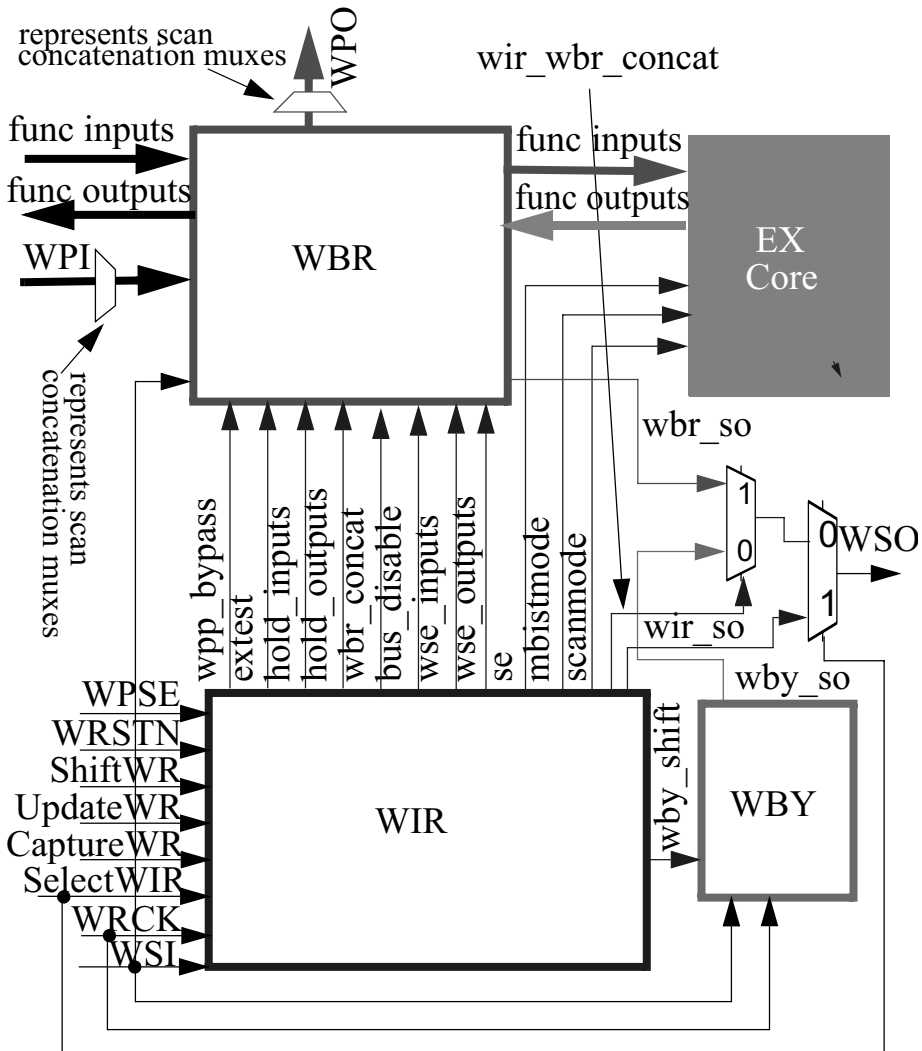 represents scan
concatenation muxes
WPO
wir_wbr_concat
func inputs
func outputs
WPI
WBR
func inputs
func outputs
EX
Core
represents scan
concatenation muxes
wbr_so
1
0
0
1
WSO
wpp_bypass
extest
hold_inputs
hold_outputs
wbr_concat
bus_disable
wse_inputs
wse_outputs
se
mbistmode
scanmode
wir_so
wby_so
wby_shift
WPSE
WRSTN
ShiftWR
UpdateWR
CaptureWR
SelectWIR
WRCK
WSI
WIR
WBY